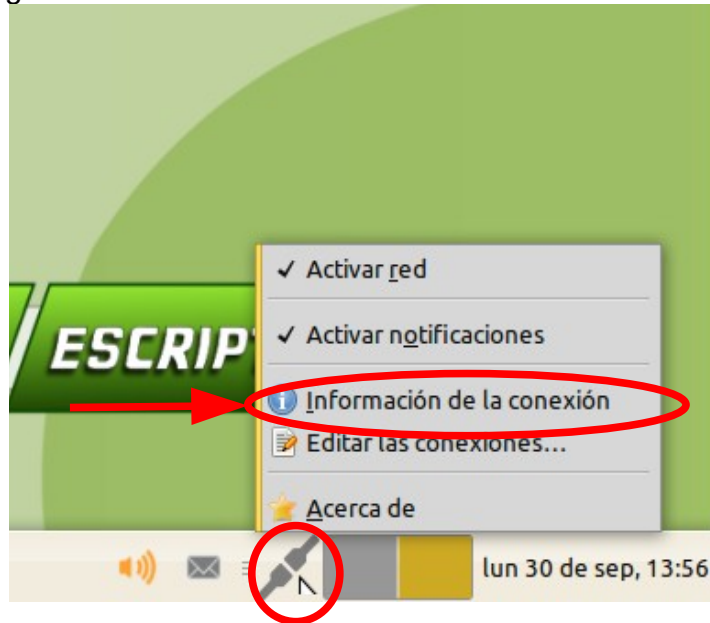 Activar red
Activar notificaciones
ESCRIP
Información de la conexión
Editar las conexiones...
Acerca de
lun 30 de sep, 13:56